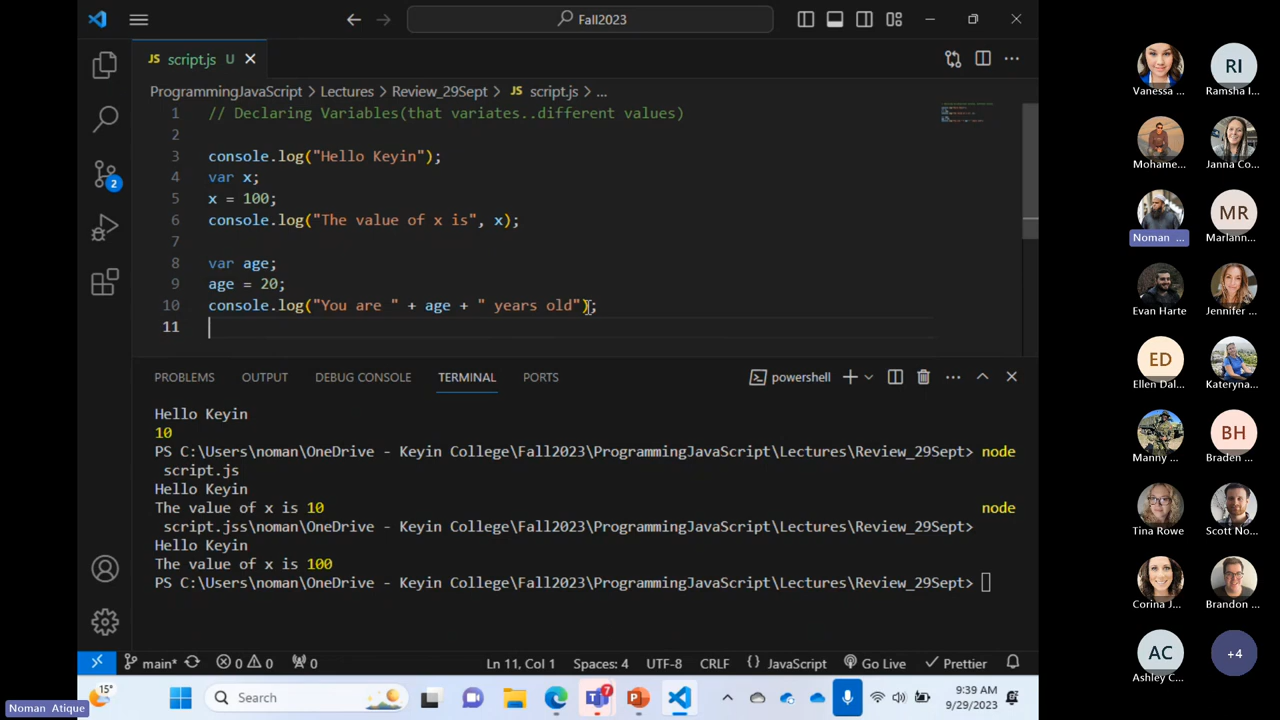 Fall2023
JS script.js U
ProgrammingJavaScript > Lectures > Review_29Sept > JS script.js > ...
1 // Declaring Variables(that variates..different values)
2
3 console.log("Hello Keyin");
4 var x;
5 x = 100;
6 console.log("The value of x is", x);
7
8 var age;
9 age = 20;
10 console.log("You are " + age + " years old");
11
2
PROBLEMS OUTPUT DEBUG CONSOLE TERMINAL PORTS powershell
Hello Keyin
10
PS C:\Users\noman\OneDrive - Keyin College\Fall2023\ProgrammingJavaScript\Lectures\Review_29Sept> node
script.js
Hello Keyin
The value of x is 10 node
script.jss\noman\OneDrive - Keyin College\Fall2023\ProgrammingJavaScript\Lectures\Review_29Sept>
Hello Keyin
The value of x is 100
PS C:\Users\noman\OneDrive - Keyin College\Fall2023\ProgrammingJavaScript\Lectures\Review_29Sept>
main* 0 0 0 Ln 11, Col 1 Spaces: 4 UTF-8 CRLF {} JavaScript Go Live Prettier
15° Search 7 9:39 AM
9/29/2023
Noman Atique
RI
Vanessa ... Ramsha I...
Mohame... Janna Co...
MR
Noman ... Mariann...
Evan Harte Jennifer ...
ED
Ellen Dal... Kateryna...
BH
Manny ... Braden ...
Tina Rowe Scott No...
Corina J... Brandon ...
AC +4
Ashley C...